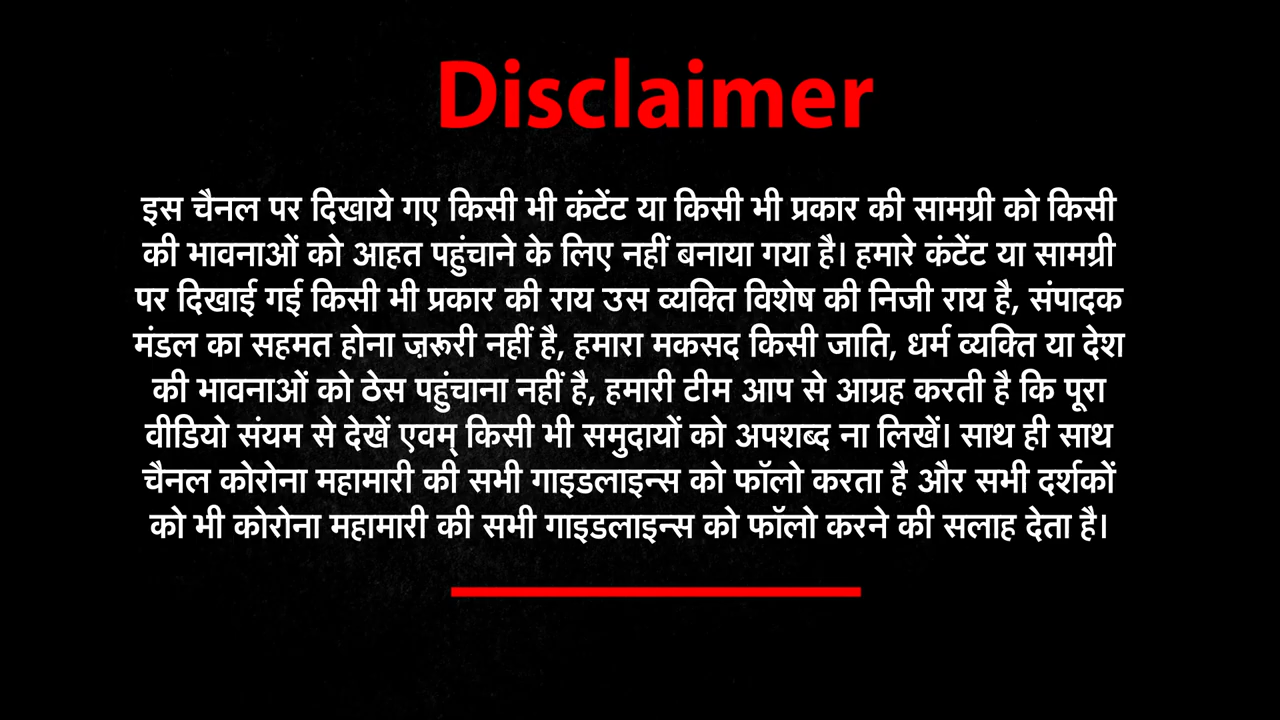 Disclaimer
इस चैनल पर दिखाये गए किसी भी कंटेंट या किसी भी प्रकार की सामग्री को किसी
की भावनाओं को आहत पहुंचाने के लिए नहीं बनाया गया है। हमारे कंटेंट या सामग्री
पर दिखाई गई किसी भी प्रकार की राय उस व्यक्ति विशेष की निजी राय है, संपादक
मंडल का सहमत होना ज़रूरी नहीं है, हमारा मकसद किसी जाति, धर्म व्यक्ति या देश
की भावनाओं को ठेस पहुंचाना नहीं है, हमारी टीम आप से आग्रह करती है कि पूरा
वीडियो संयम से देखें एवम् किसी भी समुदायों को अपशब्द ना लिखें। साथ ही साथ
चैनल कोरोना महामारी की सभी गाइडलाइन्स को फॉलो करता है और सभी दर्शकों
को भी कोरोना महामारी की सभी गाइडलाइन्स को फॉलो करने की सलाह देता है।